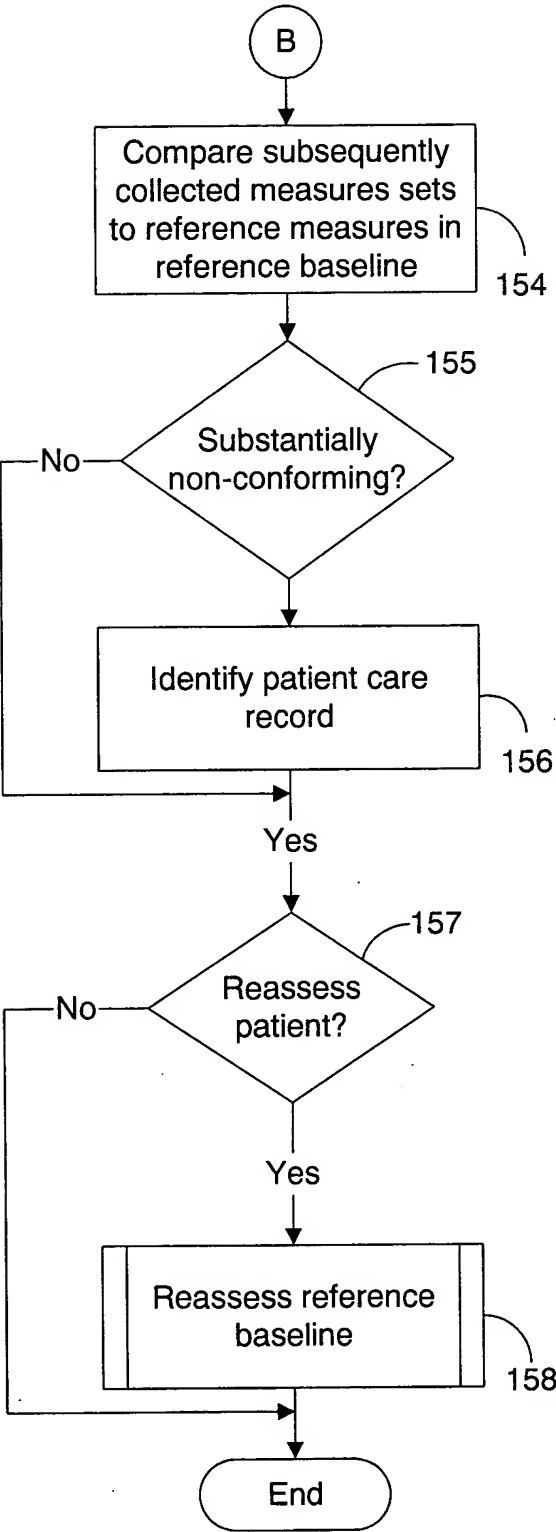 B
Compare subsequently
collected measures sets
to reference measures in
reference baseline
154
155
Substantially
non-conforming?
No
Identify patient care
record
156
Yes
157
Reassess
patient?
No
Yes
Reassess reference
baseline
158
End